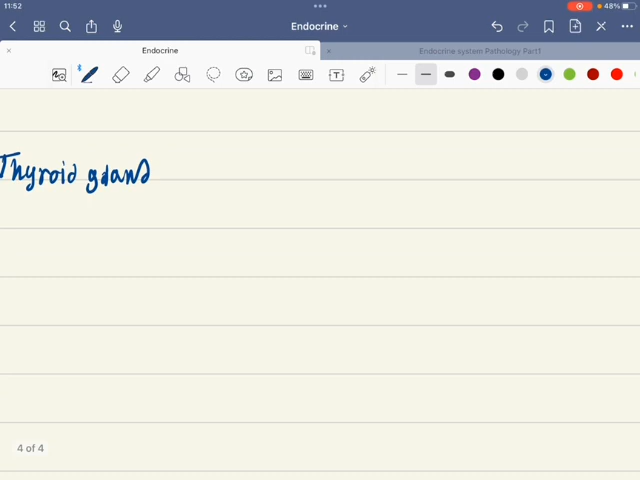 11:52
48%
Endocrine
Endocrine
Endocrine system Pathology Part1
T
Thyroid gland
4 of 4